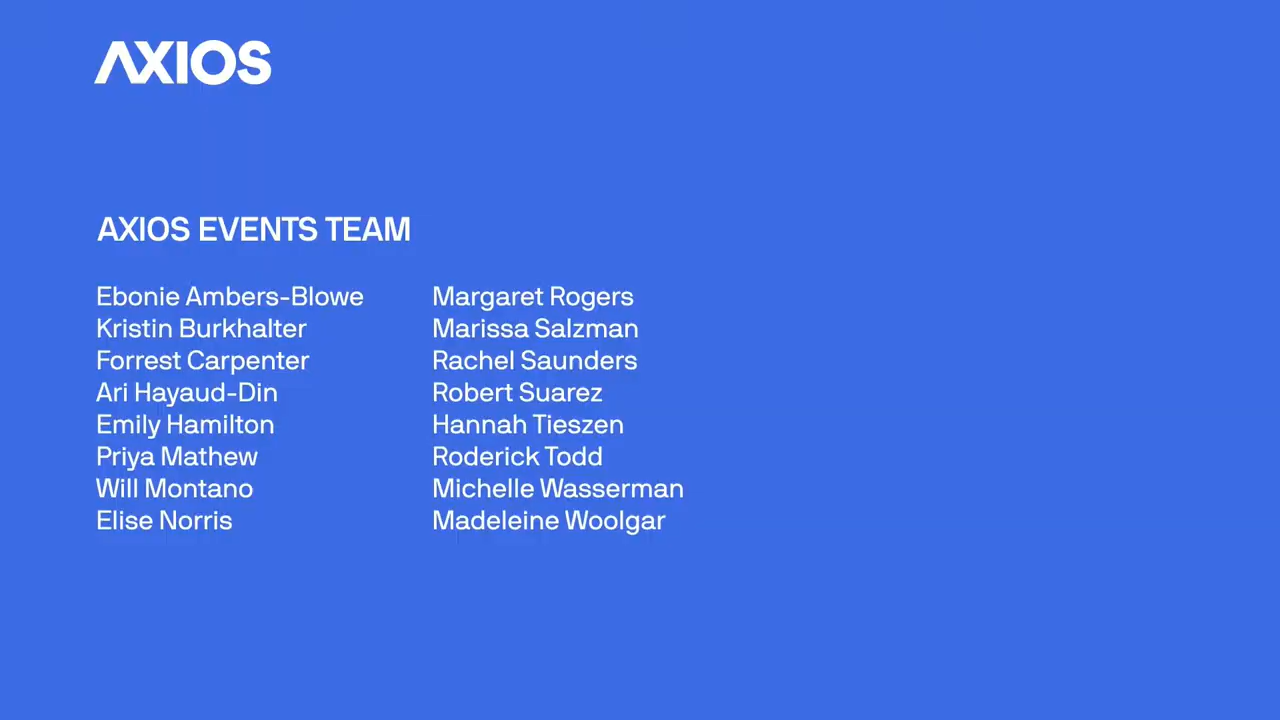 AXIOS
AXIOS EVENTS TEAM
Ebonie Ambers-Blowe
Kristin Burkhalter
Forrest Carpenter
Ari Hayaud-Din
Emily Hamilton
Priya Mathew
Will Montano
Elise Norris
Margaret Rogers
Marissa Salzman
Rachel Saunders
Robert Suarez
Hannah Tieszen
Roderick Todd
Michelle Wasserman
Madeleine Woolgar